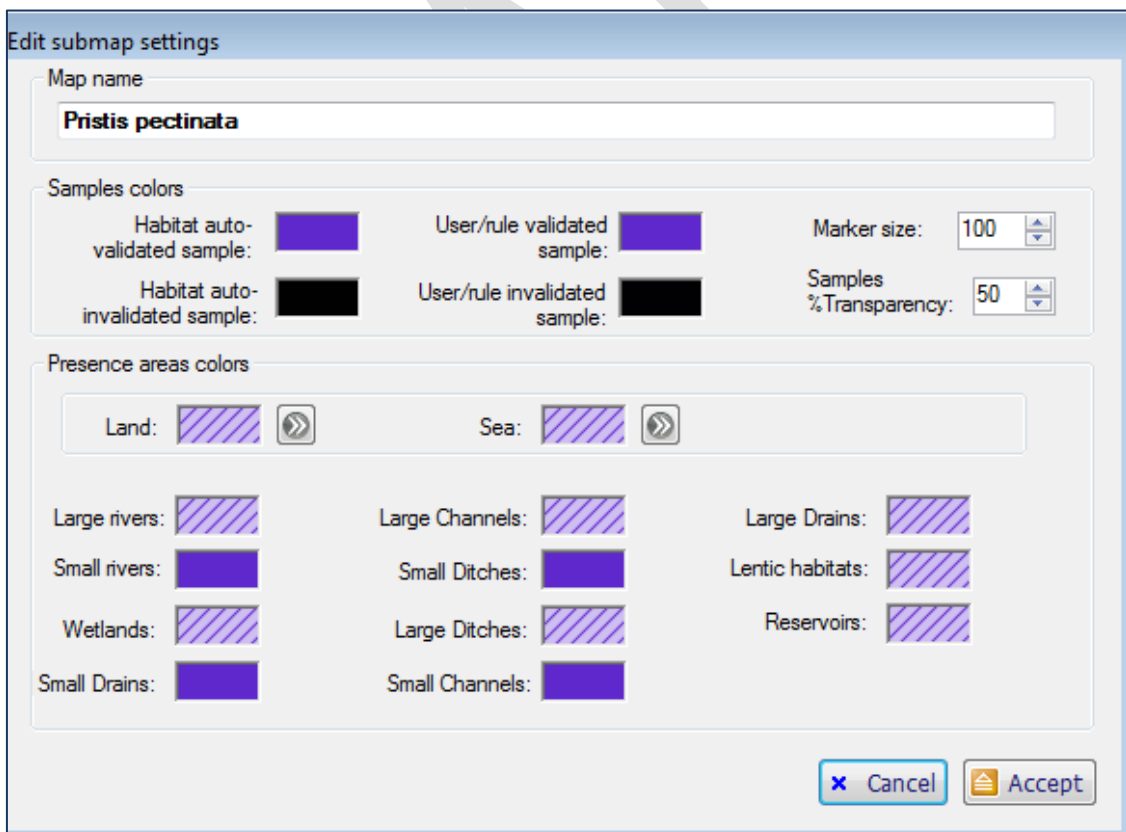 Edit submap settings
Map name
Pristis pectinata
Samples colors
Habitat auto-
validated sample:
User/rule validated
sample:
Marker size: 100
Habitat auto-
invalidated sample:
User/rule invalidated
sample:
Samples
%Transparency: 50
Presence areas colors
Land: Sea:
Large rivers: Large Channels: Large Drains:
Small rivers: Small Ditches: Lentic habitats:
Wetlands: Large Ditches: Reservoirs:
Small Drains: Small Channels:
Cancel Accept